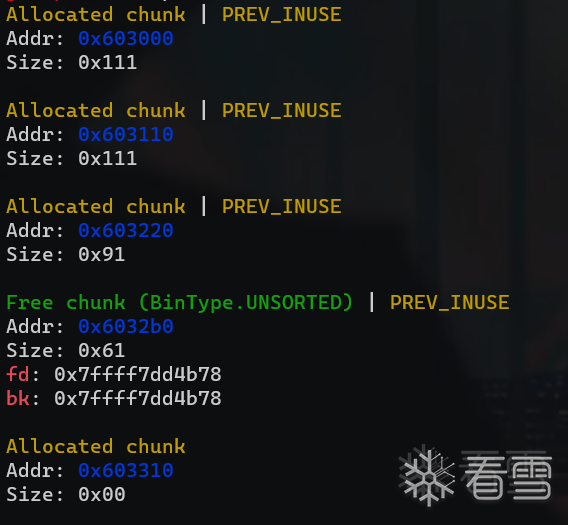 Allocated chunk | PREV_INUSE
Addr: 0x603000
Size: 0x111
Allocated chunk | PREV_INUSE
Addr: 0x603110
Size: 0x111
Allocated chunk | PREV_INUSE
Addr: 0x603220
Size: 0x91
Free chunk (BinType.UNSORTED) | PREV_INUSE
Addr: 0x6032b0
Size: 0x61
fd: 0x7ffff7dd4b78
bk: 0x7ffff7dd4b78
Allocated chunk
Addr: 0x603310
Size: 0x00
看雪